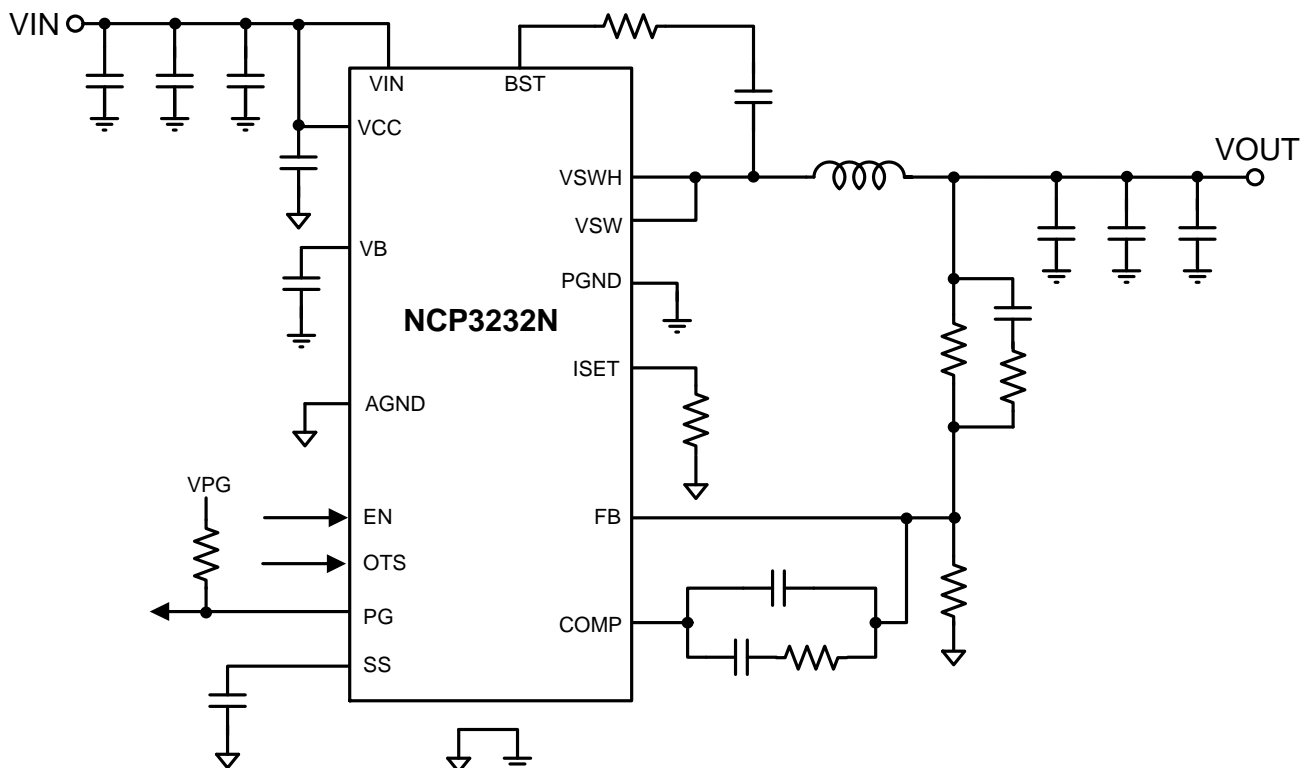 VIN
VIN
BST
VCC
VSWH
VOUT
VSW
VB
PGND
NCP3232N
ISET
AGND
VPG
EN
FB
OTS
PG
COMP
SS